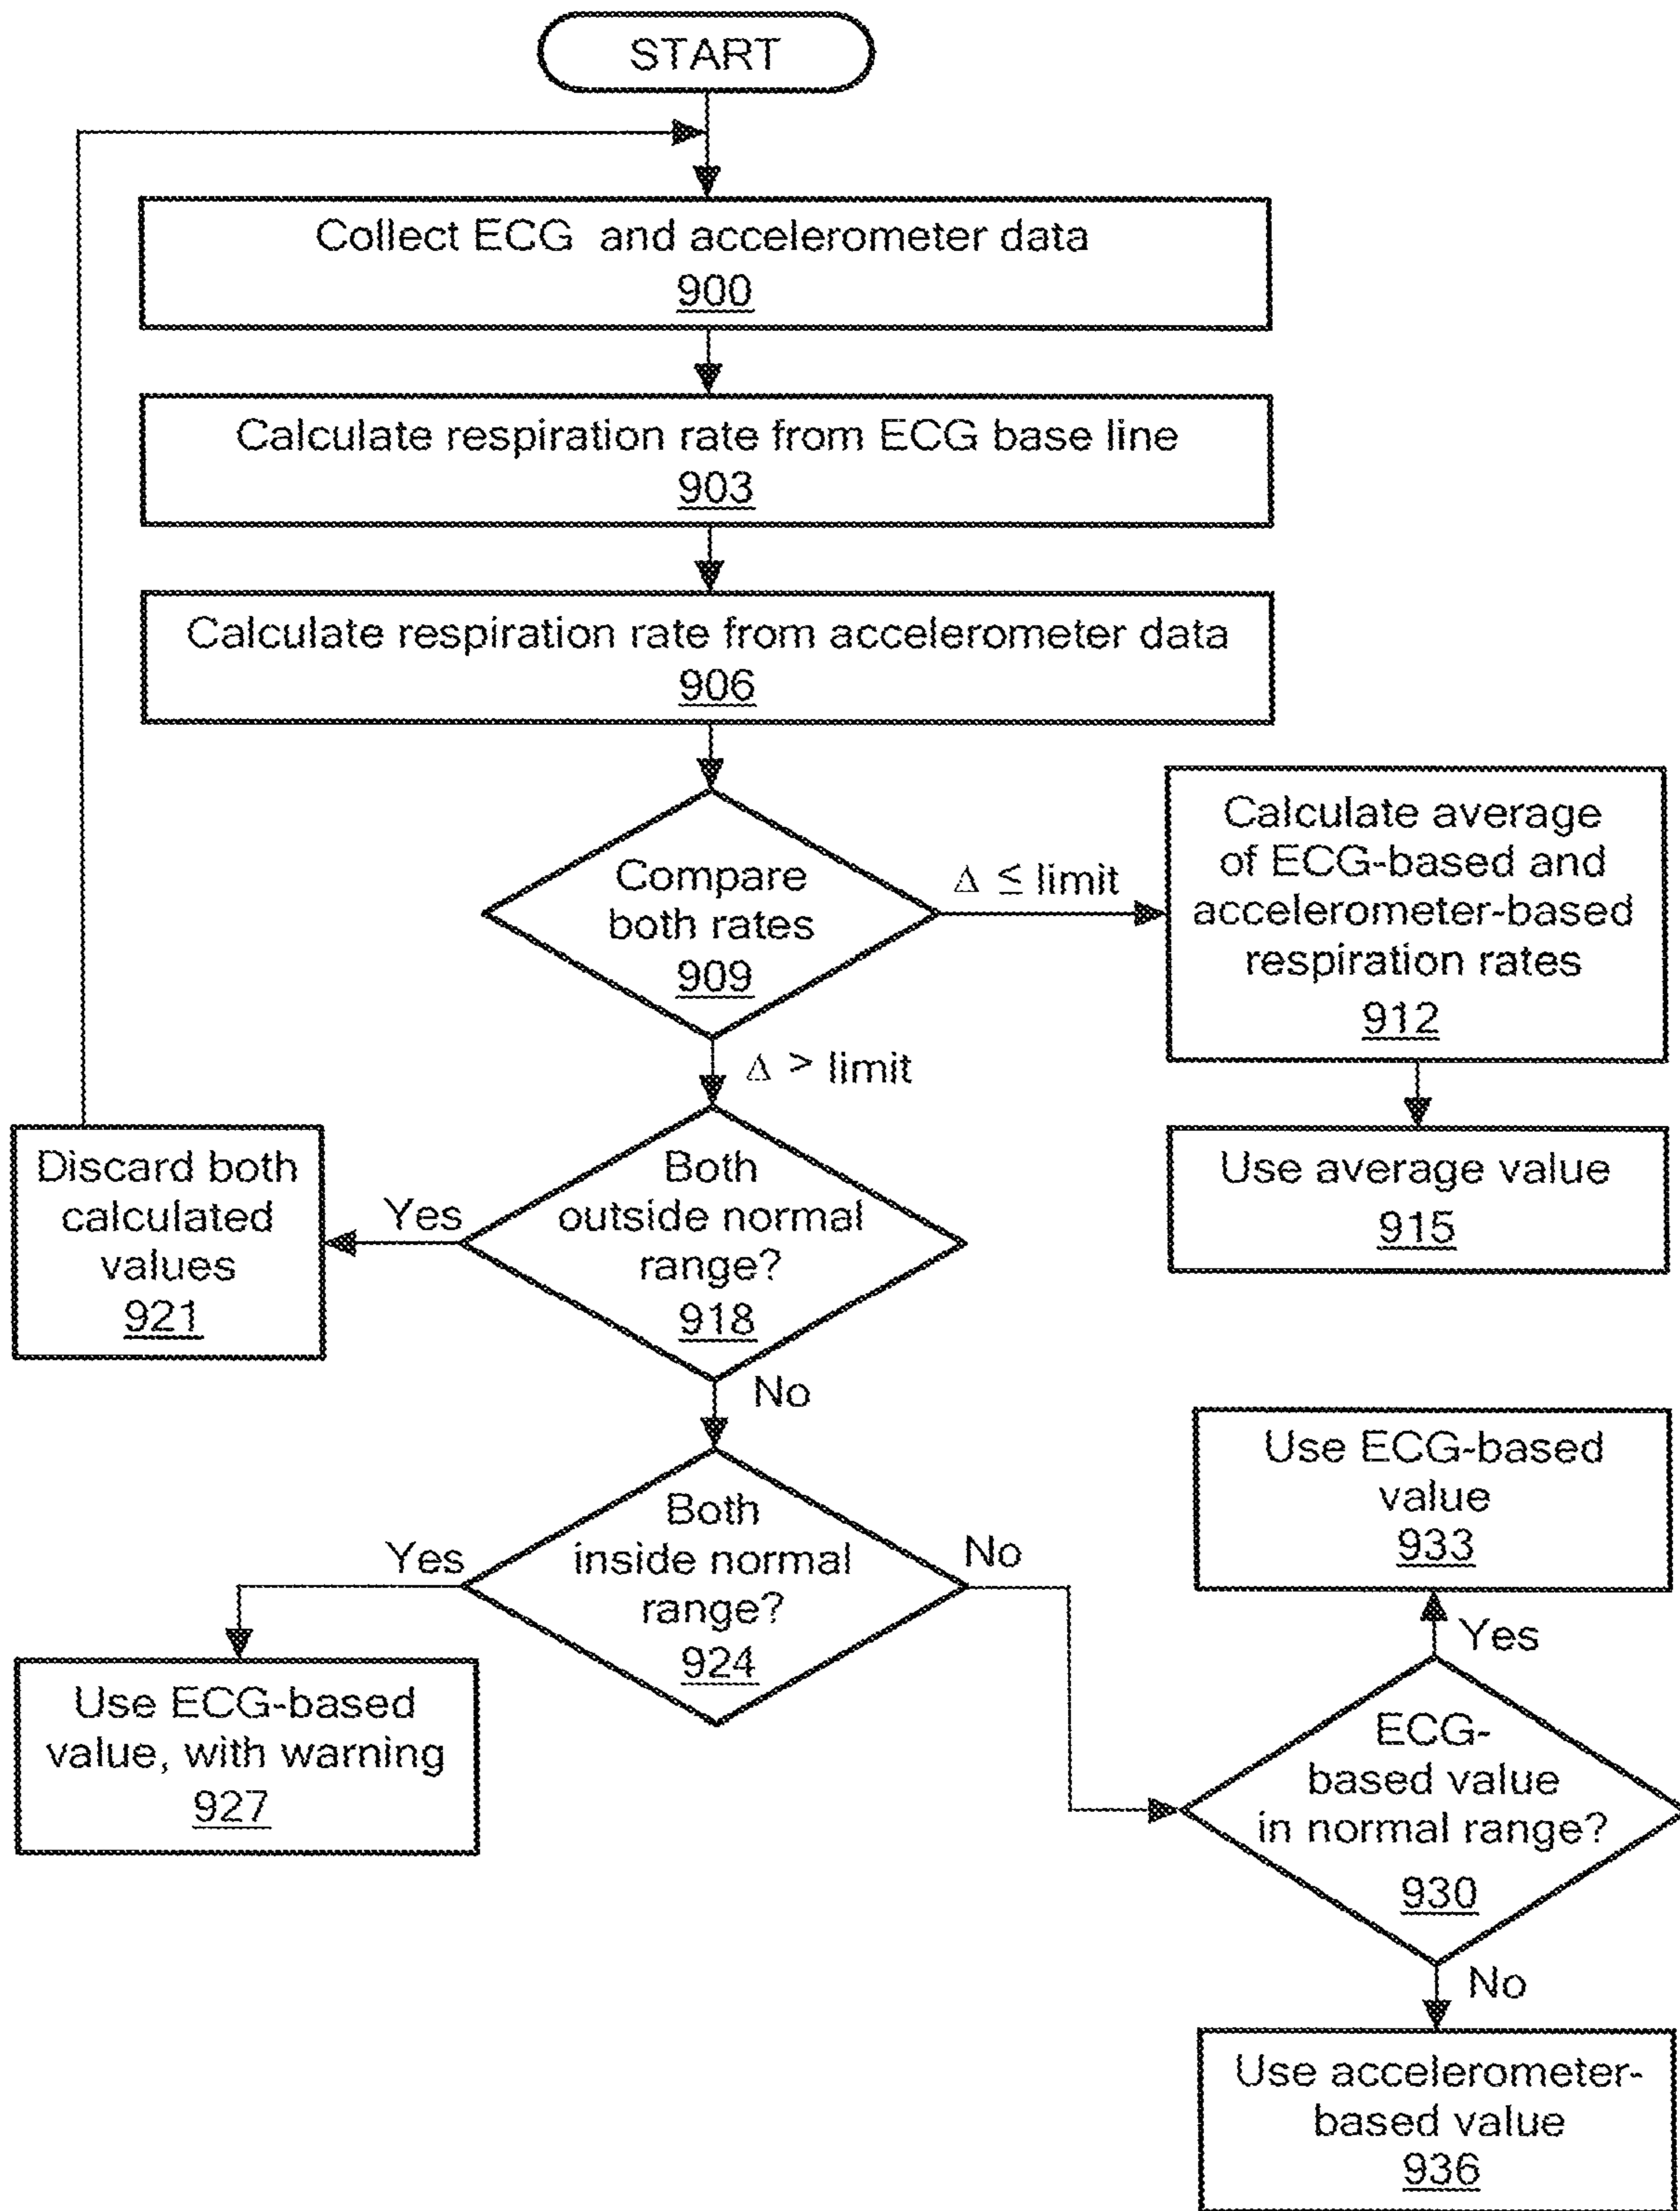 START
Collect ECG and accelerometer data
900
Calculate respiration rate from ECG base line
903
Calculate respiration rate from accelerometer data
906
Compare
both rates
909
Δ ≤ limit
Calculate average
of ECG-based and
accelerometer-based
respiration rates
912
Δ > limit
Use average value
915
Both
outside normal
range?
918
Yes
Discard both
calculated
values
921
No
Both
inside normal
range?
924
Yes
Use ECG-based
value, with warning
927
No
ECG-
based value
in normal range?
930
Yes
Use ECG-based
value
933
No
Use accelerometer-
based value
936